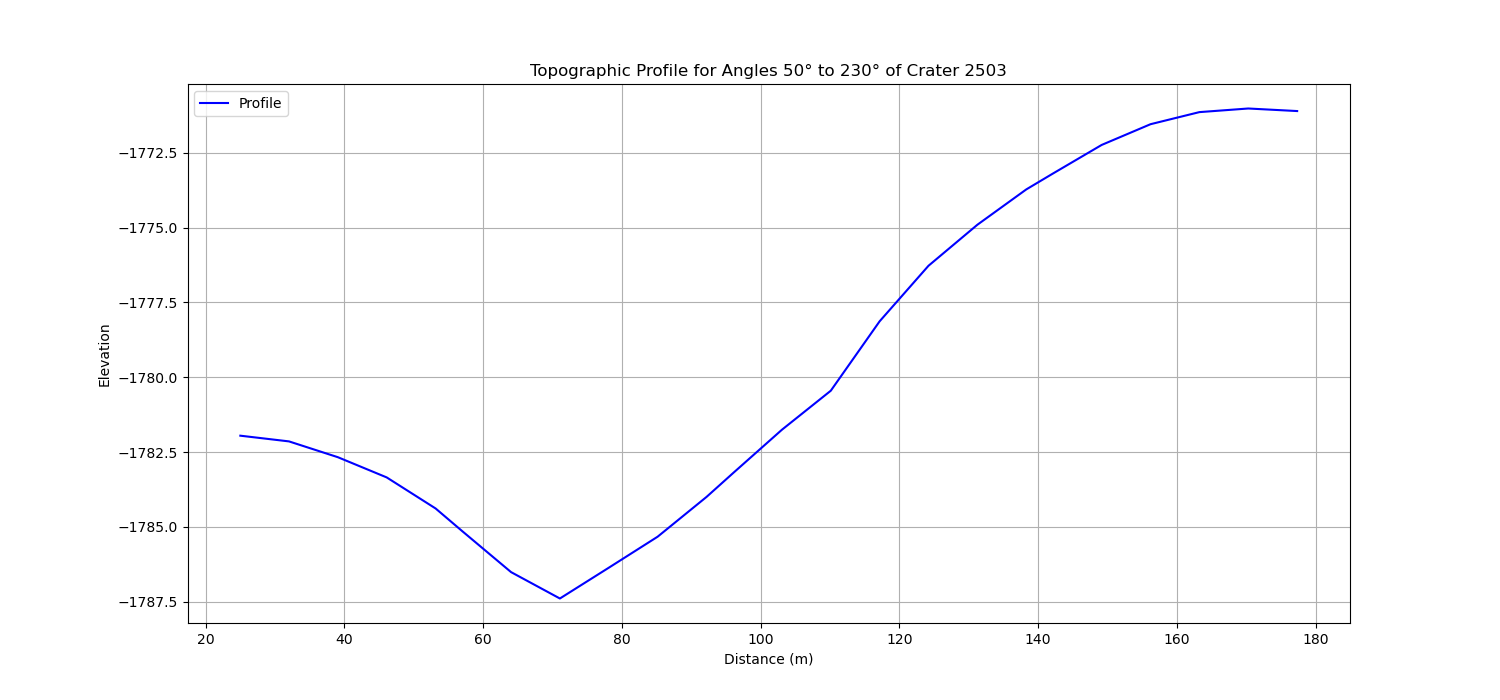 Topographic Profile for Angles 50° to 230° of Crater 2503
Profile
−1772.5
−1775.0
−1777.5
−1780.0
−1782.5
−1785.0
−1787.5
Elevation
20 40 60 80 100 120 140 160 180
Distance (m)